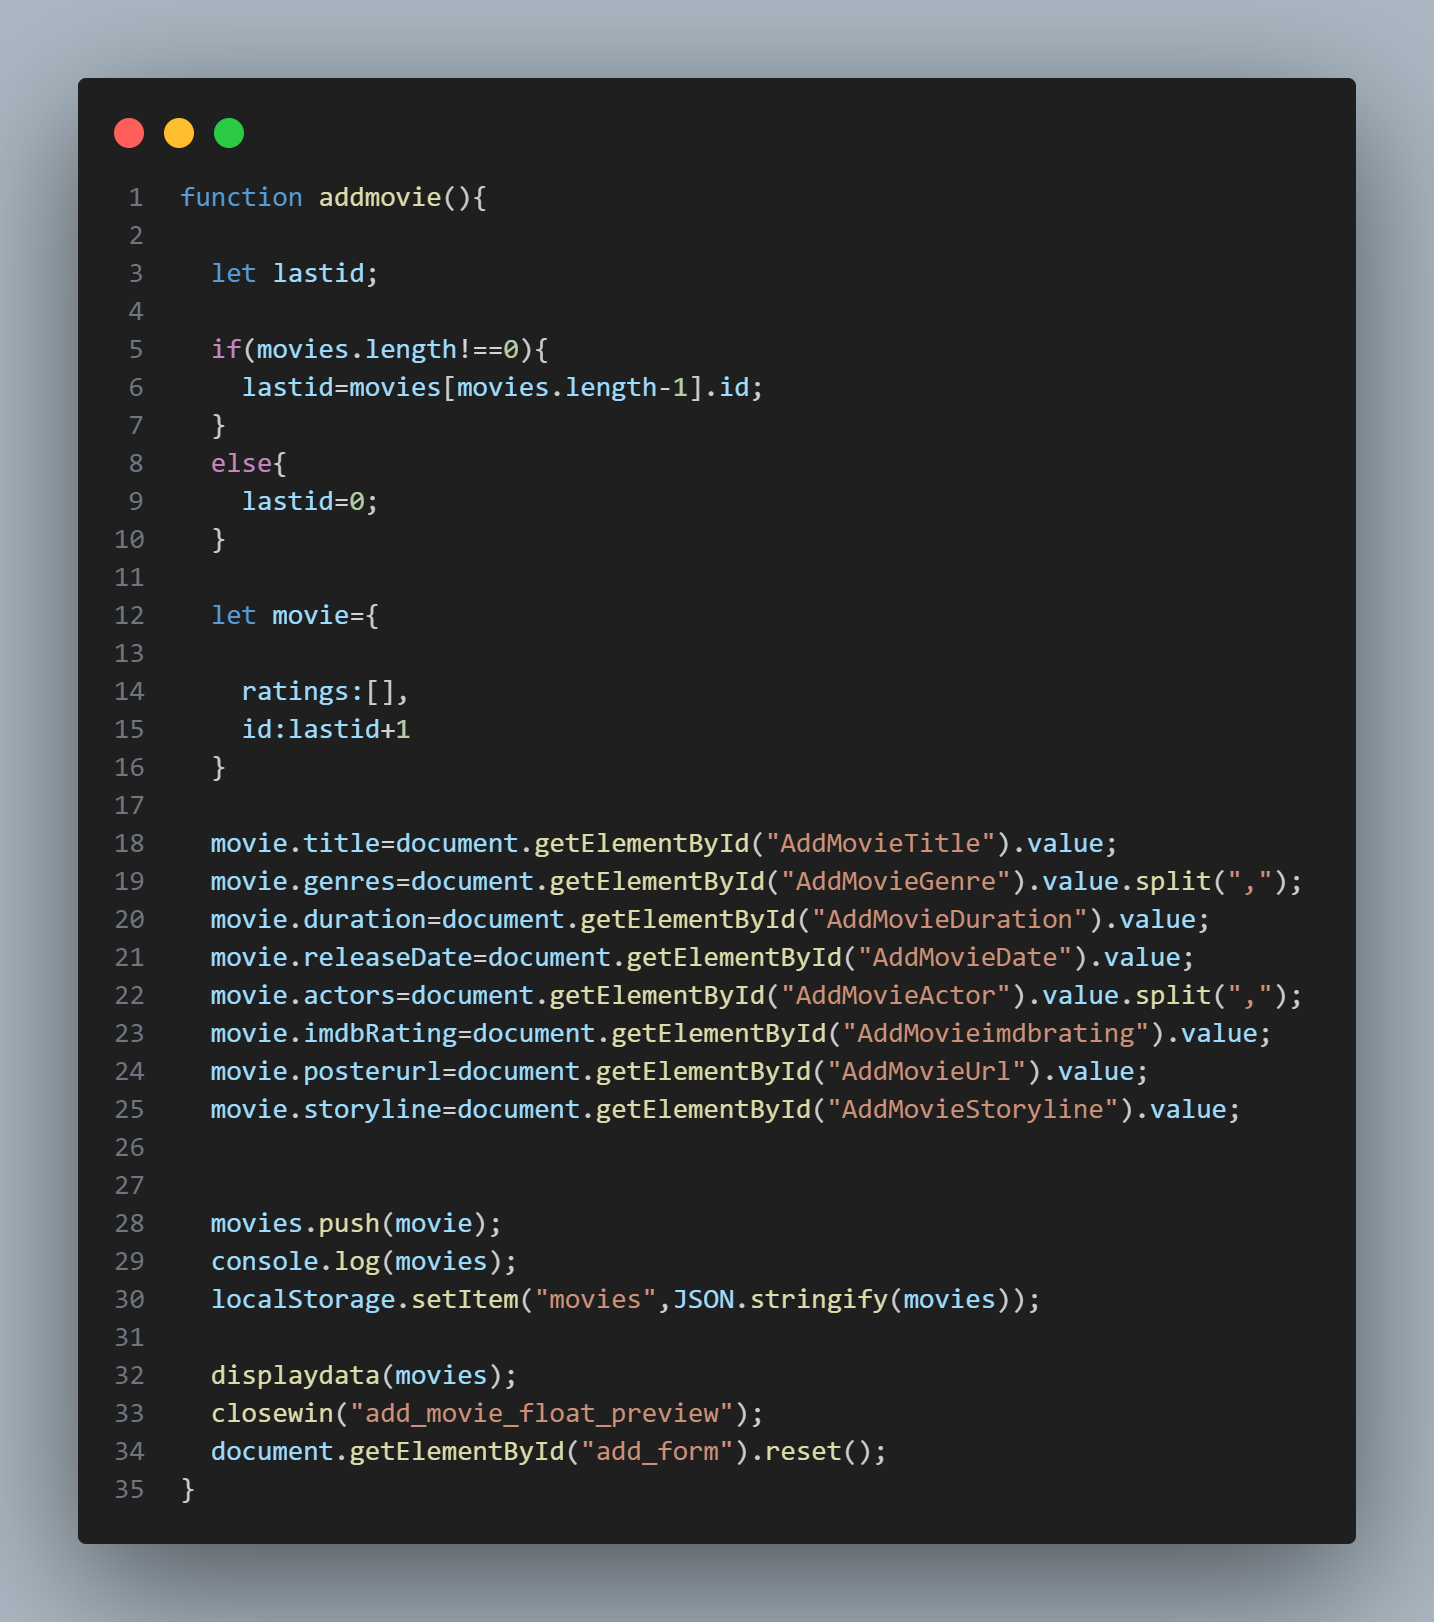 1 function addmovie(){
2
3 let lastid;
4
5 if(movies.length!==0){
6 lastid=movies[movies.length-1].id;
7 }
8 else{
9 lastid=0;
10 }
11
12 let movie={
13
14 ratings:[],
15 id:lastid+1
16 }
17
18 movie.title=document.getElementById("AddMovieTitle").value;
19 movie.genres=document.getElementById("AddMovieGenre").value.split(",");
20 movie.duration=document.getElementById("AddMovieDuration").value;
21 movie.releaseDate=document.getElementById("AddMovieDate").value;
22 movie.actors=document.getElementById("AddMovieActor").value.split(",");
23 movie.imdbRating=document.getElementById("AddMovieimdbrating").value;
24 movie.posterurl=document.getElementById("AddMovieUrl").value;
25 movie.storyline=document.getElementById("AddMovieStoryline").value;
26
27
28 movies.push(movie);
29 console.log(movies);
30 localStorage.setItem("movies",JSON.stringify(movies));
31
32 displaydata(movies);
33 closewin("add_movie_float_preview");
34 document.getElementById("add_form").reset();
35 }